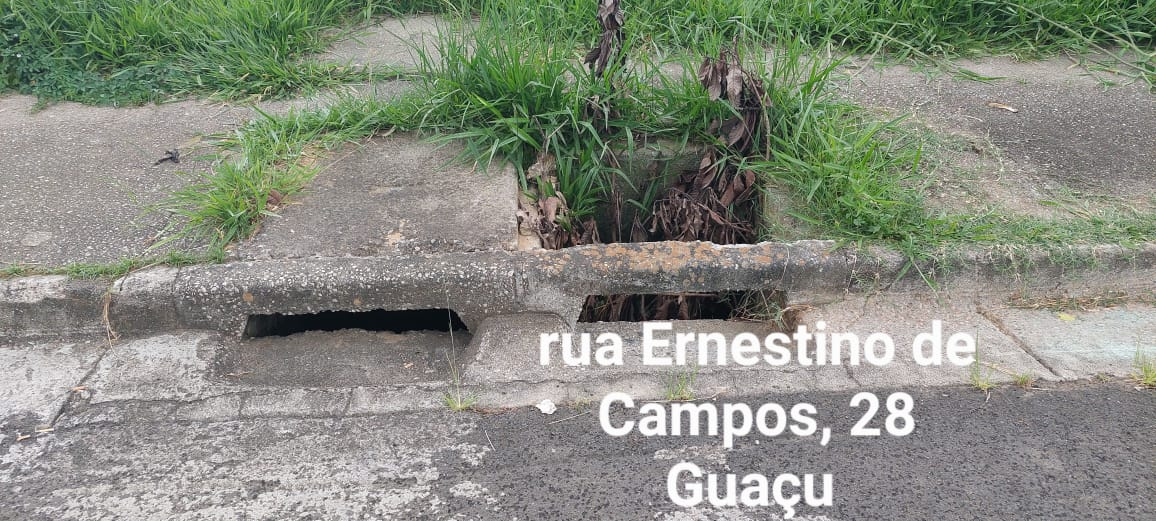 rua Ernestino de
Campos, 28
Guaçu